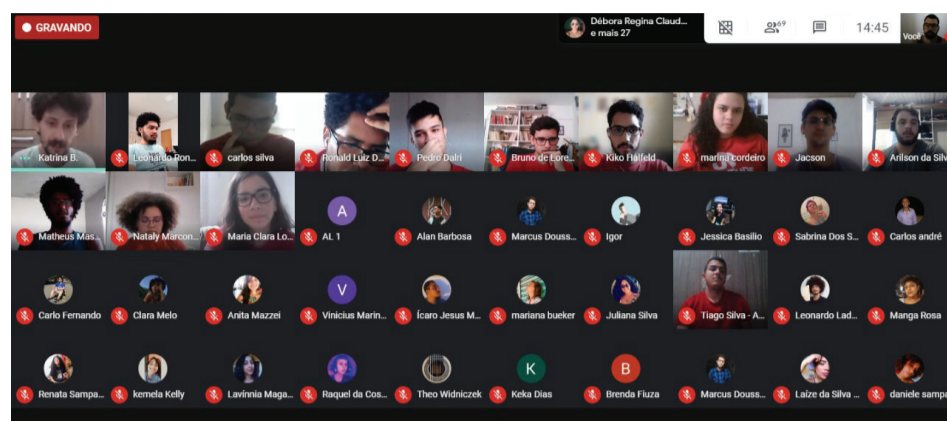 GRAVANDO
Débora Regina Claud...
e mais 27
69
14:45
Você
Katrina B.
Leonardo Ron...
carlos silva
Ronald Luiz D...
Pedro Dalri
Bruno de Lore...
Kiko Halfeld
marina cordeiro
Jacson
Arilson da Silv
Matheus Mas...
Nataly Marcon...
Maria Clara Lo...
A
AL 1
Alan Barbosa
Marcus Douss...
Igor
Jessica Basilio
Sabrina Dos S...
Carlos andré
Carlo Fernando
Clara Melo
Anita Mazzei
V
Vinicius Marin...
Ícaro Jesus M...
mariana bueker
Juliana Silva
Tiago Silva - A...
Leonardo Lad...
Manga Rosa
Renata Sampa...
kemela Kelly
Lavínnia Maga...
Raquel da Cos...
Theo Widniczek
K
Keka Dias
B
Brenda Fiuza
Marcus Douss...
Laíze da Silva ...
daniele sampa